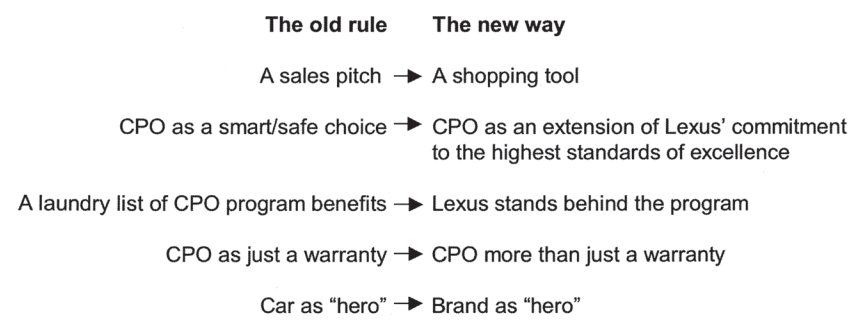 The old rule The new way
A sales pitch → A shopping tool
CPO as a smart/safe choice → CPO as an extension of Lexus’ commitment
to the highest standards of excellence
A laundry list of CPO program benefits → Lexus stands behind the program
CPO as just a warranty → CPO more than just a warranty
Car as “hero” → Brand as “hero”